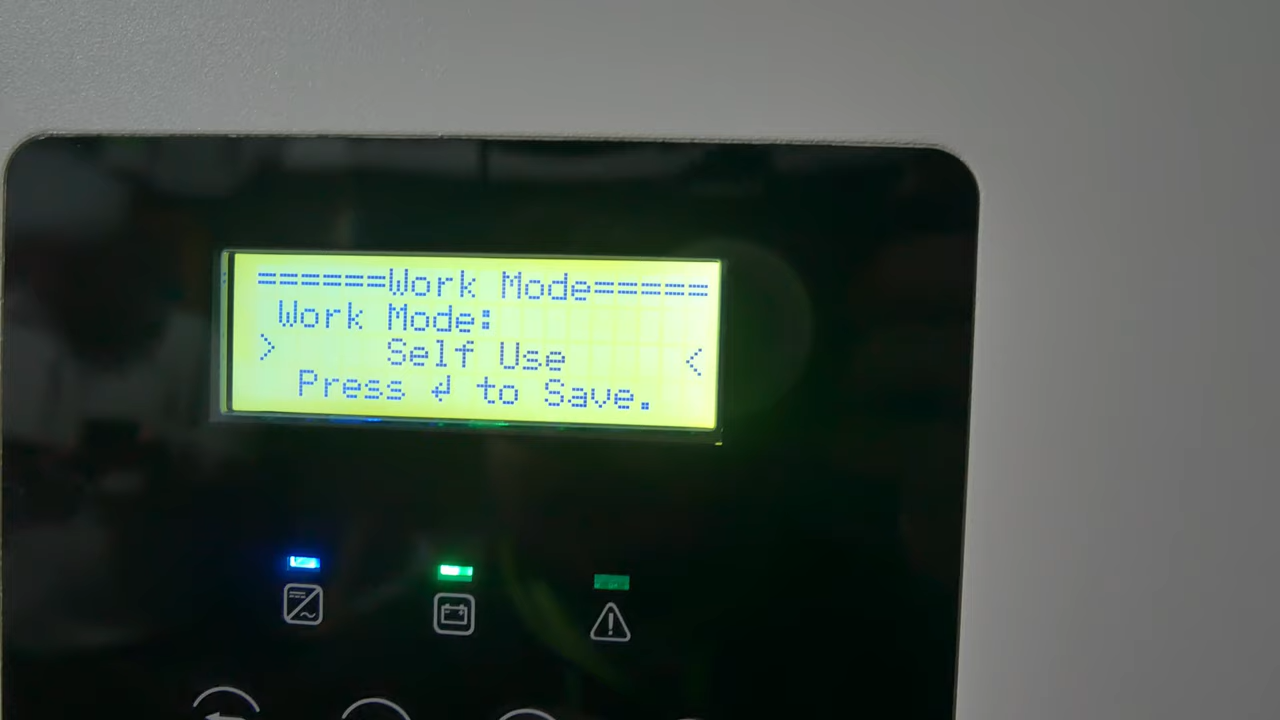 ======Work Mode=====
Work Mode:
> Self Use <
Press ↲ to Save.